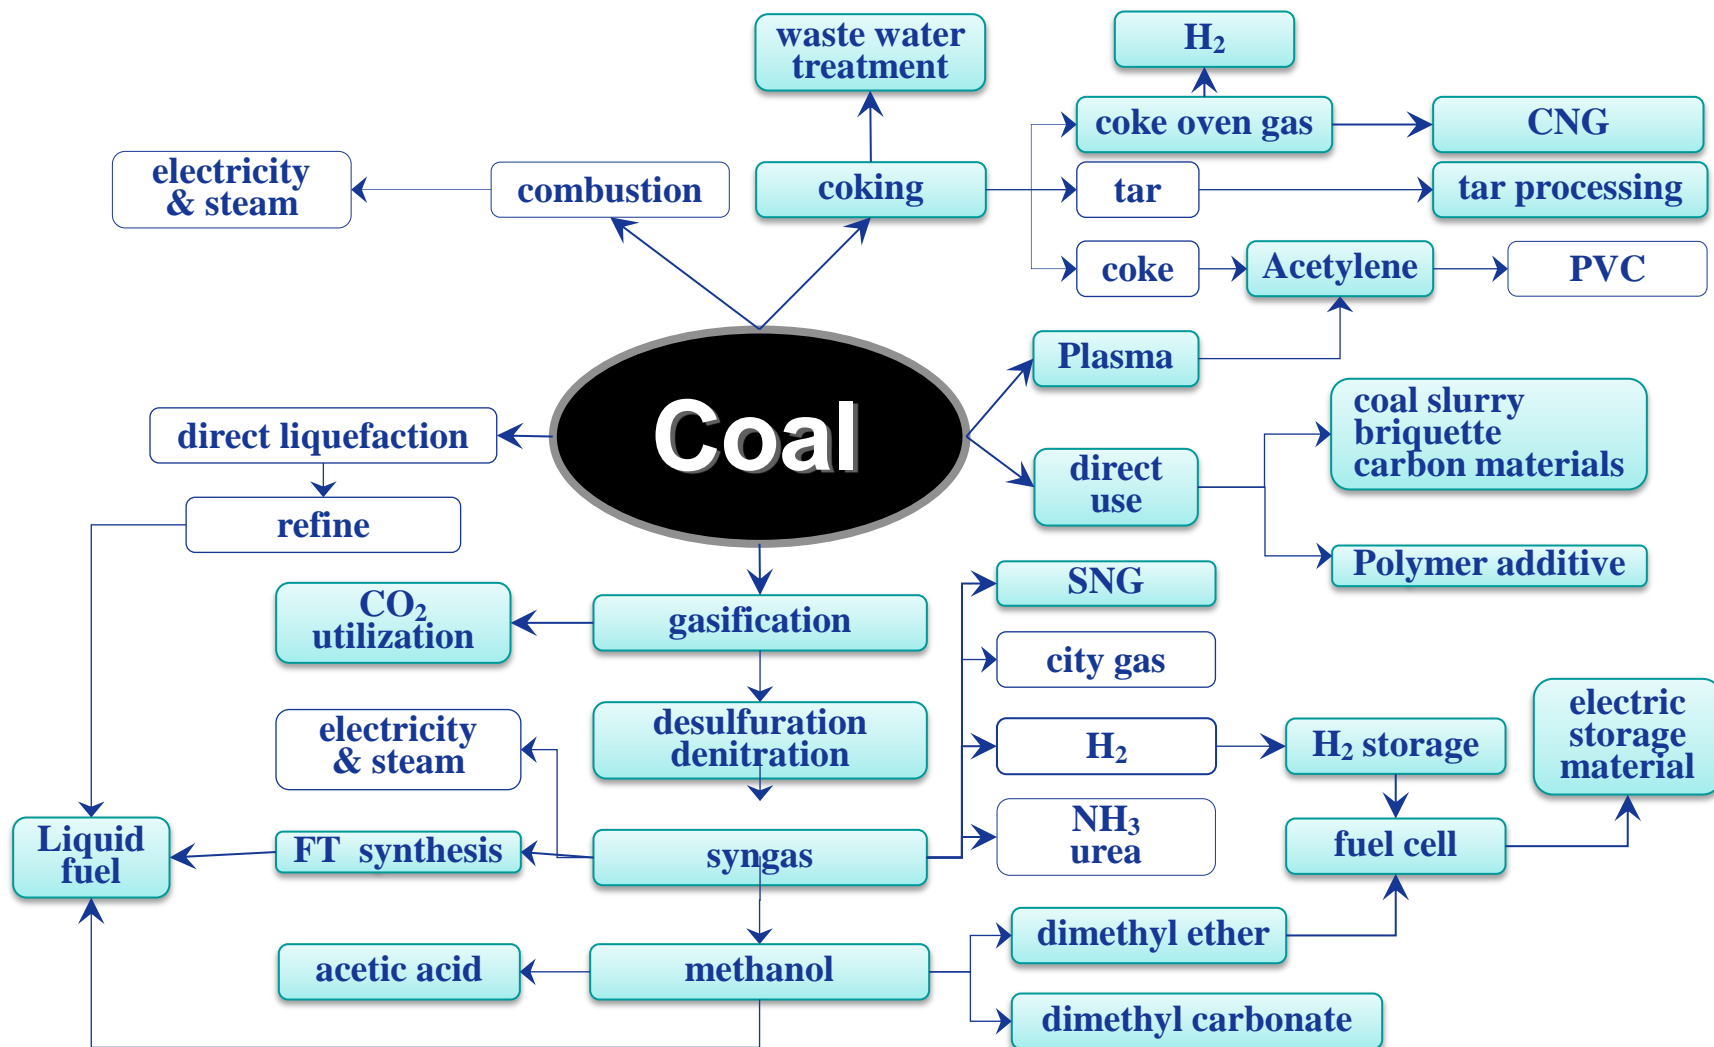 waste water
treatment
H₂
coke oven gas
CNG
electricity
& steam
combustion
coking
tar
tar processing
coke
Acetylene
PVC
Plasma
Coal
direct liquefaction
coal slurry
briquette
carbon materials
direct
use
refine
Polymer additive
CO₂
utilization
gasification
SNG
city gas
electricity
& steam
desulfuration
denitration
H₂
H₂ storage
electric
storage
material
Liquid
fuel
FT synthesis
syngas
NH₃
urea
fuel cell
dimethyl ether
acetic acid
methanol
dimethyl carbonate